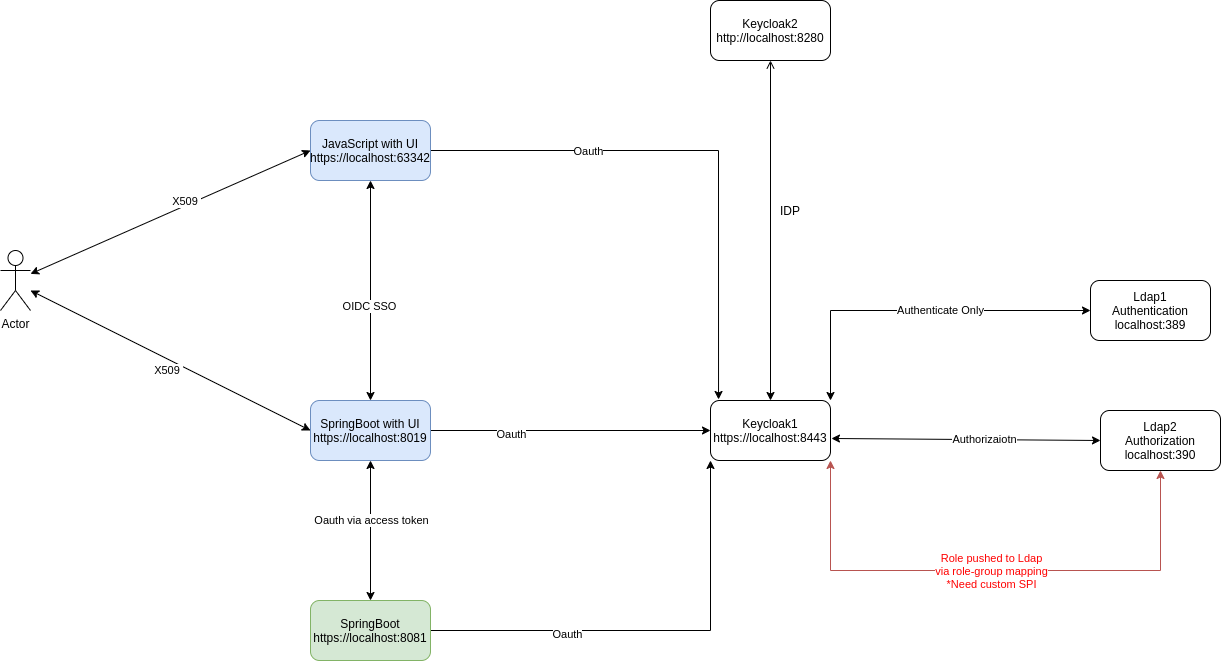 Keycloak2
http://localhost:8280
JavaScript with UI
https://localhost:63342
Oauth
X509
IDP
Actor
OIDC SSO
Ldap1
Authentication
localhost:389
Authenticate Only
X509
SpringBoot with UI
https://localhost:8019
Oauth
Keycloak1
https://localhost:8443
Authorizaiotn
Ldap2
Authorization
localhost:390
Oauth via access token
Role pushed to Ldap
via role-group mapping
*Need custom SPI
SpringBoot
https://localhost:8081
Oauth